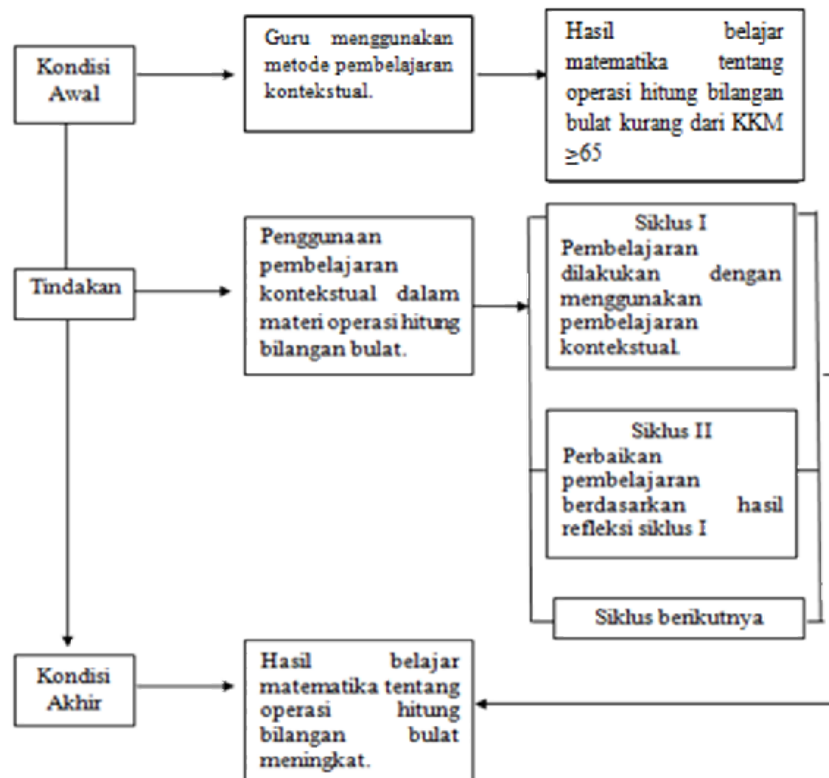 Kondisi
Awal
Guru menggunakan
metode pembelajaran
kontekstual.
Hasil belajar
matematika tentang
operasi hitung bilangan
bulat kurang dari KKM
≥65
Tindakan
Penggunaan
pembelajaran
kontekstual dalam
materi operasi hitung
bilangan bulat.
Siklus I
Pembelajaran
dilakukan dengan
menggunakan
pembelajaran
kontekstual.
Siklus II
Perbaikan
pembelajaran
berdasarkan hasil
refleksi siklus I
Siklus berikutnya
Kondisi
Akhir
Hasil belajar
matematika tentang
operasi hitung
bilangan bulat
meningkat.